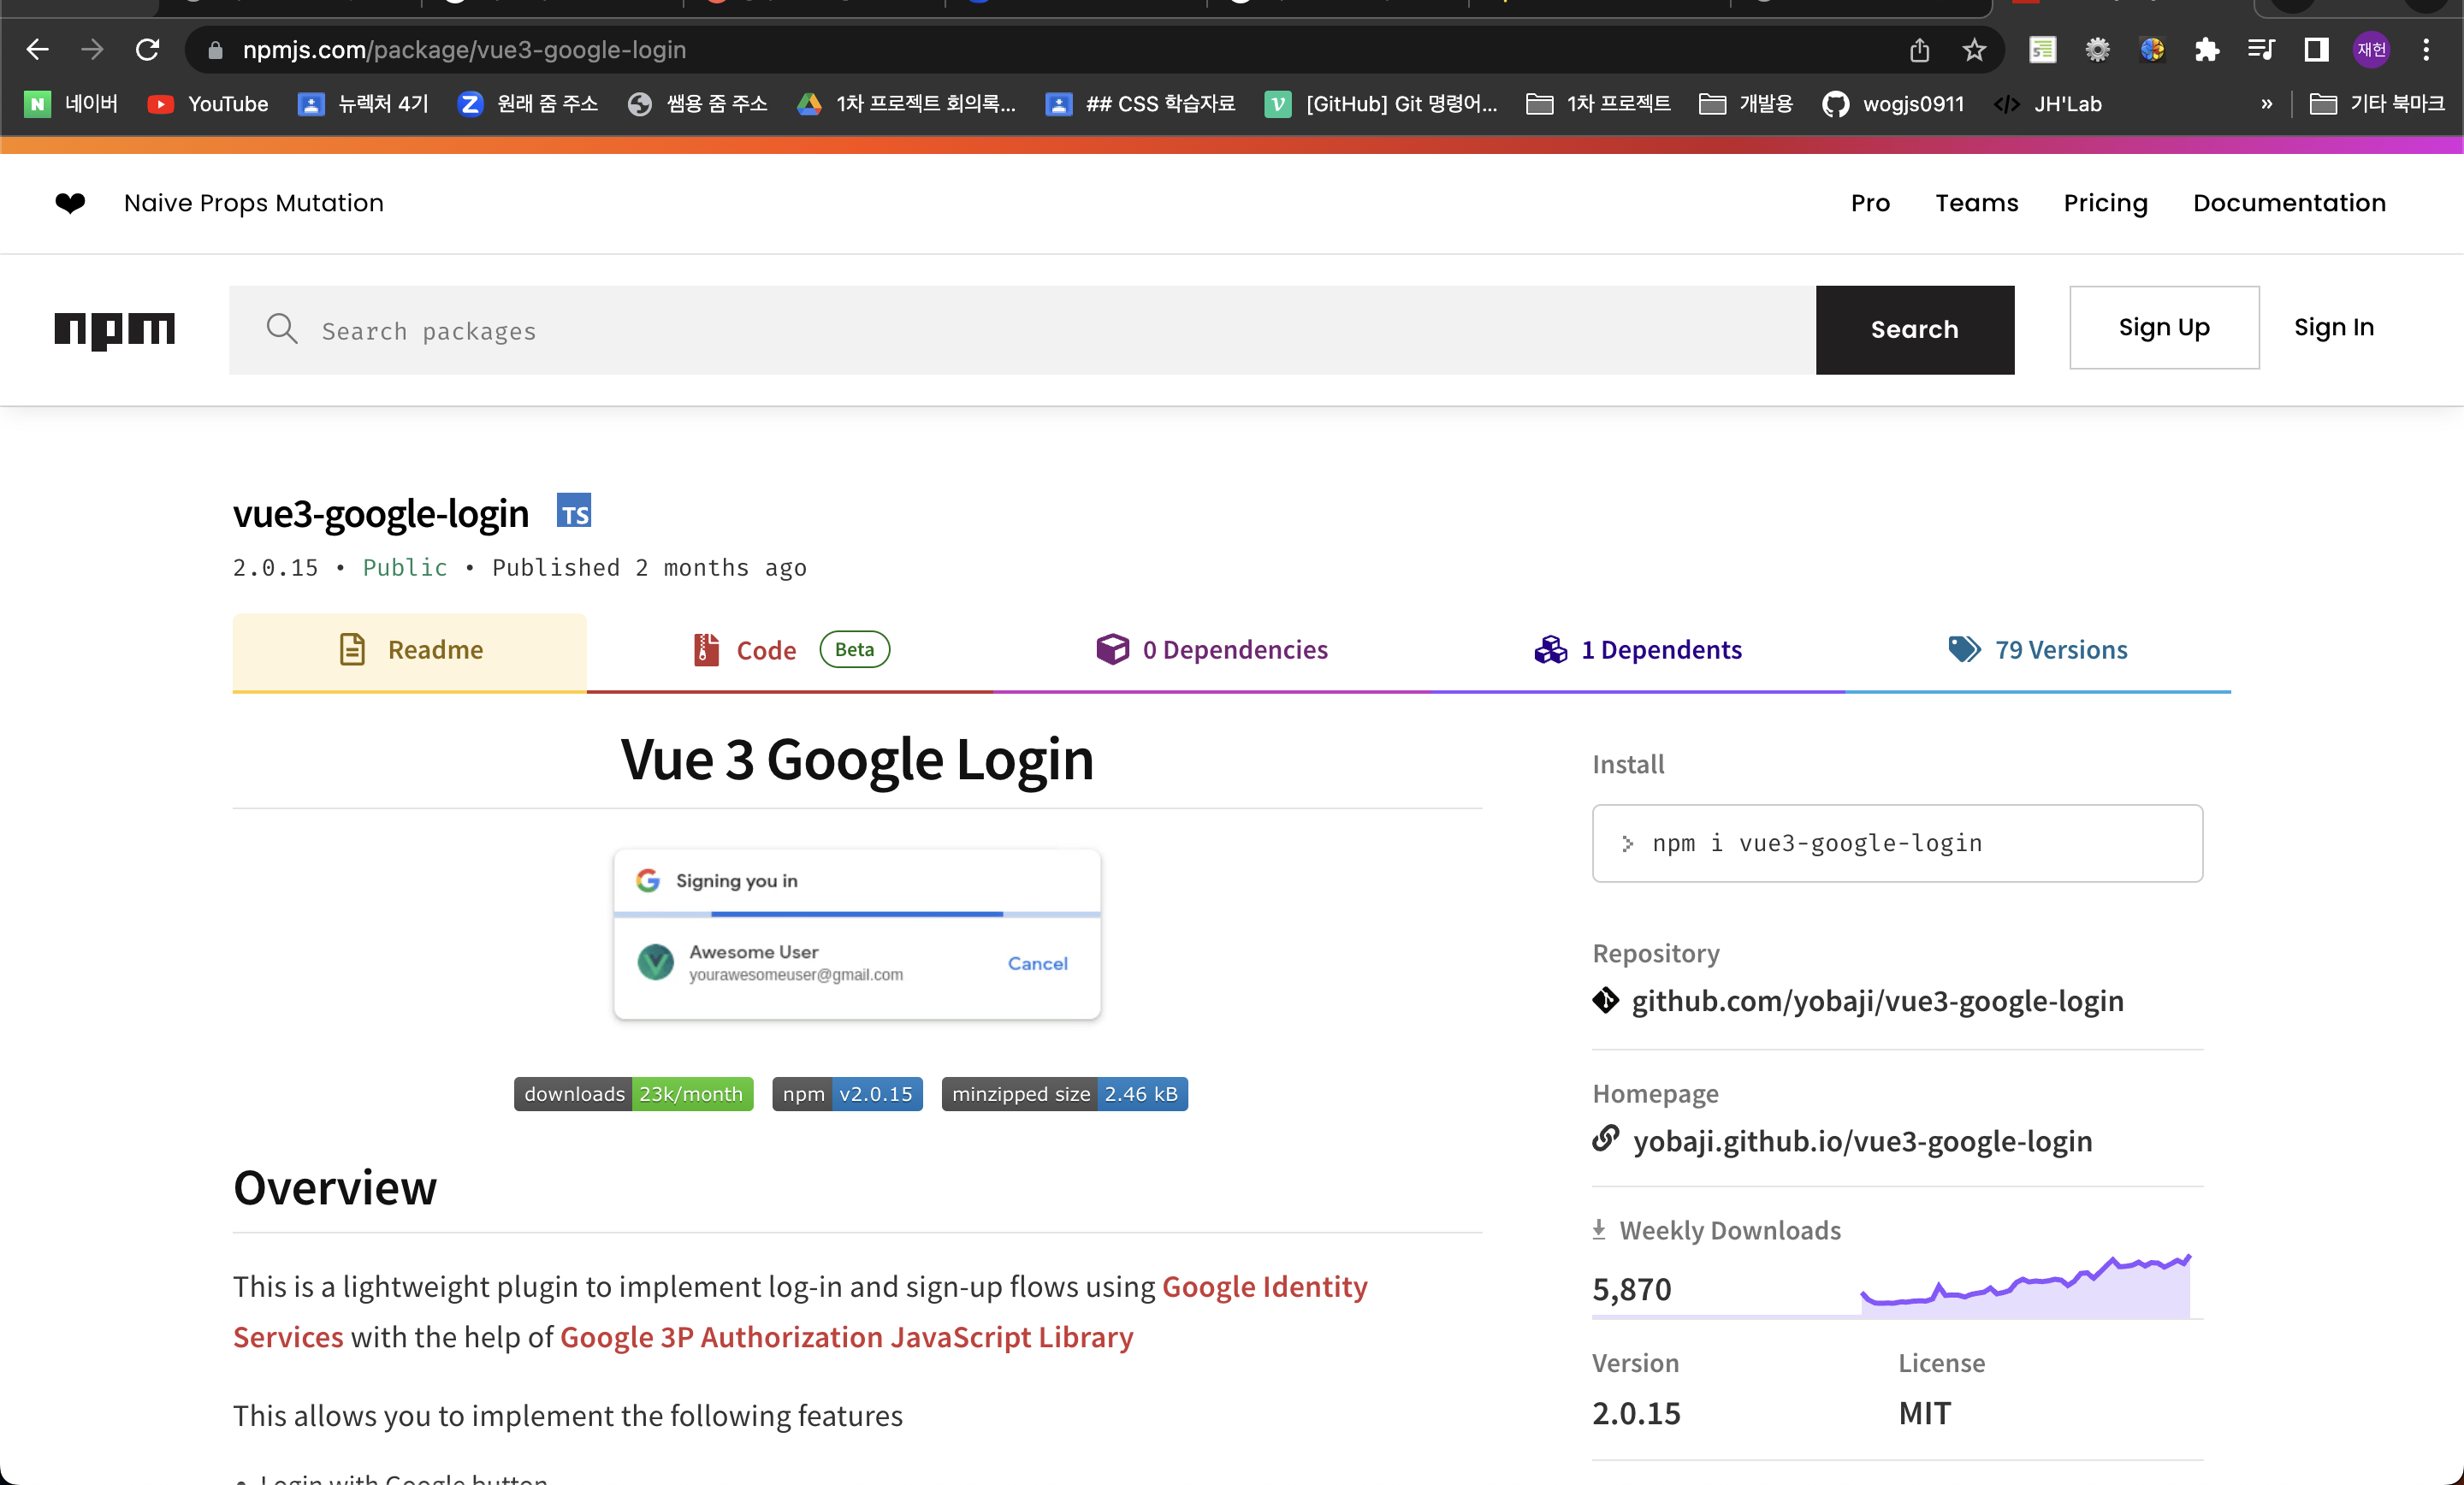 npmjs.com/package/vue3-google-login
재헌
네이버 YouTube 뉴렉처 4기 원래 줌 주소 쌤용 줌 주소 1차 프로젝트 회의록... ## CSS 학습자료 [GitHub] Git 명령어... 1차 프로젝트 개발용 wogjs0911 JH'Lab » 기타 북마크
❤ Naive Props Mutation
Pro Teams Pricing Documentation
npm
Search packages
Search
Sign Up
Sign In
vue3-google-login TS
2.0.15 • Public • Published 2 months ago
Readme
Code Beta
0 Dependencies
1 Dependents
79 Versions
Vue 3 Google Login
Signing you in
Awesome User
yourawesomeuser@gmail.com
Cancel
downloads 23k/month npm v2.0.15 minzipped size 2.46 kB
Overview
This is a lightweight plugin to implement log-in and sign-up flows using Google Identity
Services with the help of Google 3P Authorization JavaScript Library
This allows you to implement the following features
• Login with Google button
Install
npm i vue3-google-login
Repository
github.com/yobaji/vue3-google-login
Homepage
yobaji.github.io/vue3-google-login
Weekly Downloads
5,870
Version
2.0.15
License
MIT